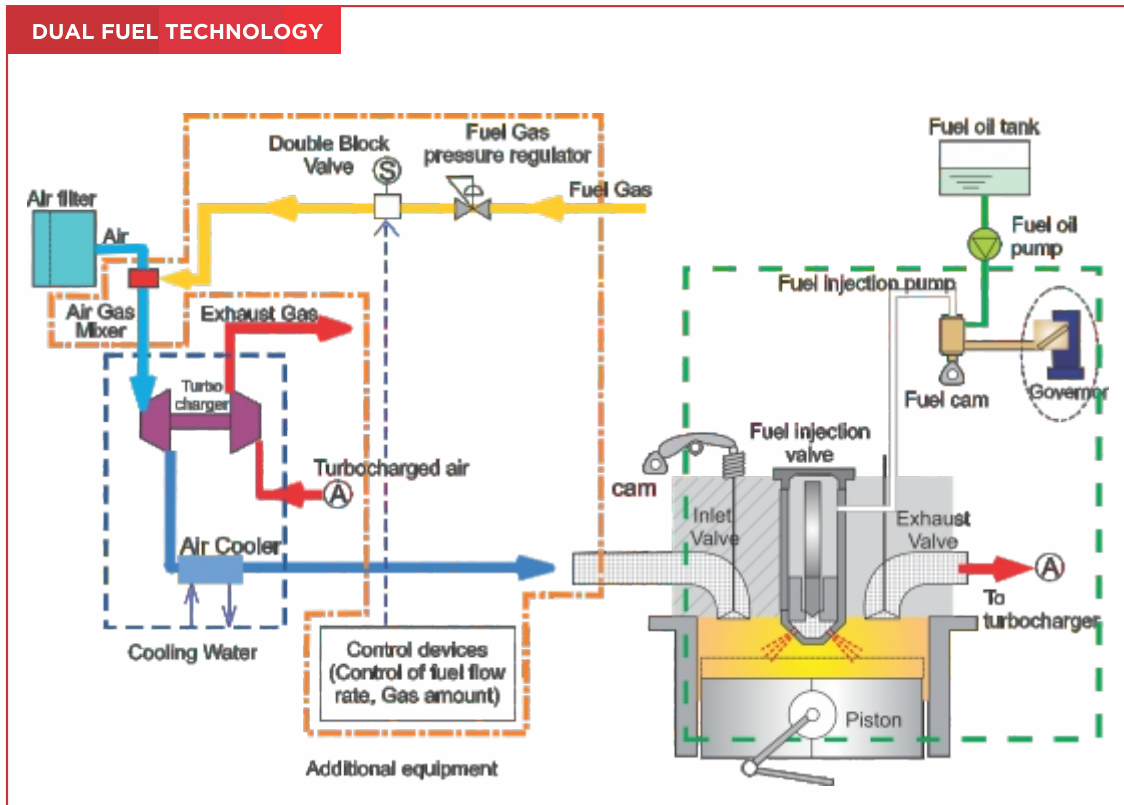 DUAL FUEL TECHNOLOGY
Double Block
Valve
S
Fuel Gas
pressure regulator
Fuel Gas
Fuel oil tank
Air filter
Air
Fuel oil
pump
Air Gas
Mixer
Exhaust Gas
Fuel injection pump
Turbo
charger
Governor
Fuel cam
Fuel injection
valve
Turbocharged air
A
cam
Inlet
Valve
Exhaust
Valve
Air Cooler
A
To
turbocharger
Cooling Water
Control devices
(Control of fuel flow
rate, Gas amount)
Piston
Additional equipment